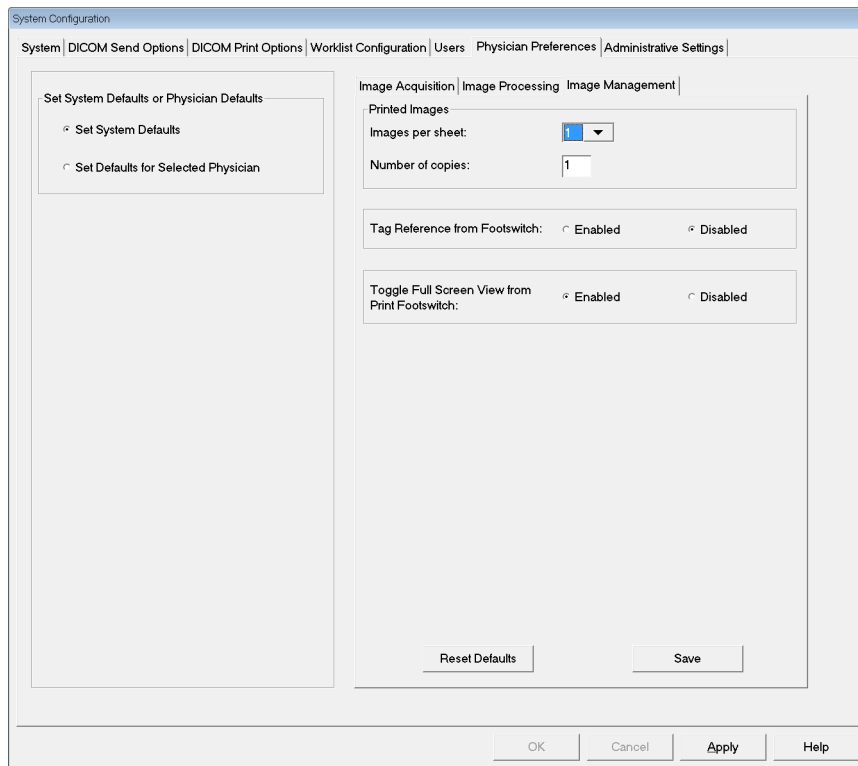 System Configuration
System DICOM Send Options DICOM Print Options Worklist Configuration Users Physician Preferences Administrative Settings
Set System Defaults or Physician Defaults
Set System Defaults
Set Defaults for Selected Physician
Image Acquisition Image Processing Image Management
Printed Images
Images per sheet: 1
Number of copies: 1
Tag Reference from Footswitch: Enabled Disabled
Toggle Full Screen View from
Print Footswitch: Enabled Disabled
Reset Defaults Save
OK Cancel Apply Help